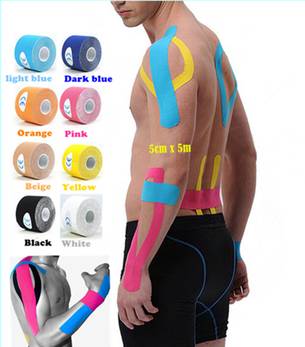 light blue Dark blue
Orange Pink
5cm x 5m
Beige Yellow
Black White